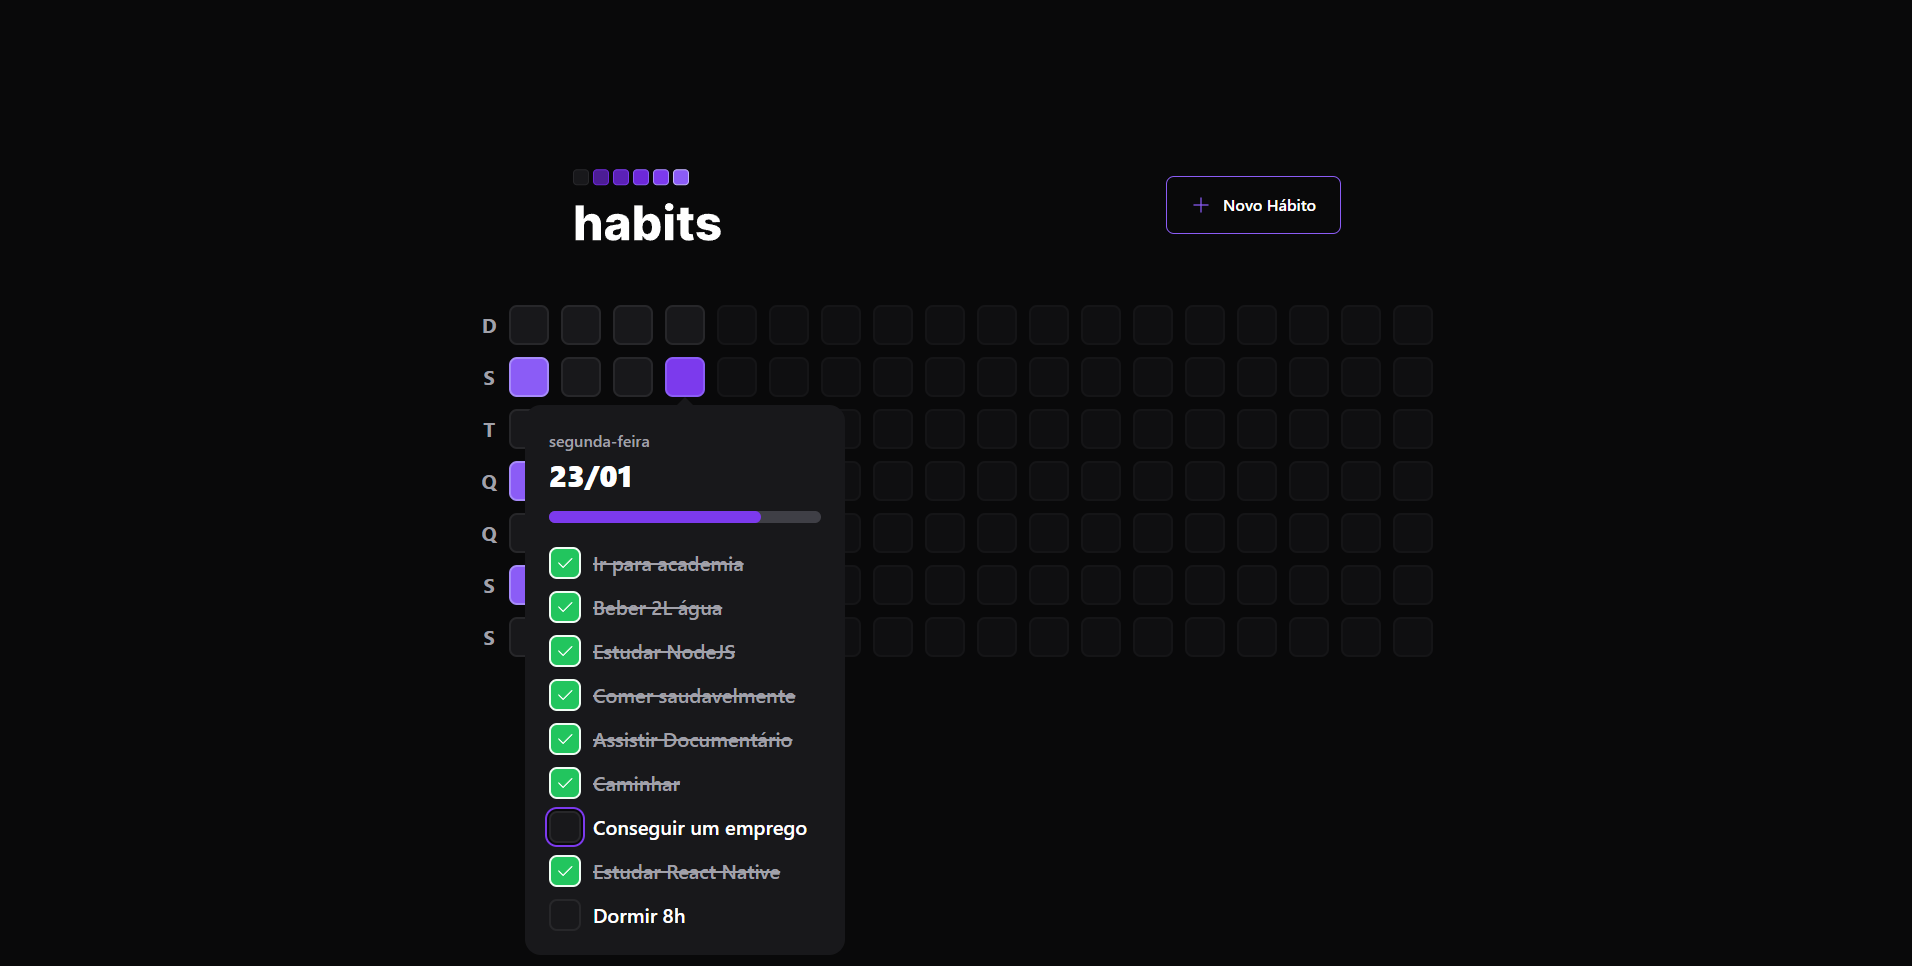 habits
Novo Hábito
D
S
T
Q
Q
S
S
segunda-feira
23/01
Ir para academia
Beber 2L água
Estudar NodeJS
Comer saudavelmente
Assistir Documentário
Caminhar
Conseguir um emprego
Estudar React Native
Dormir 8h